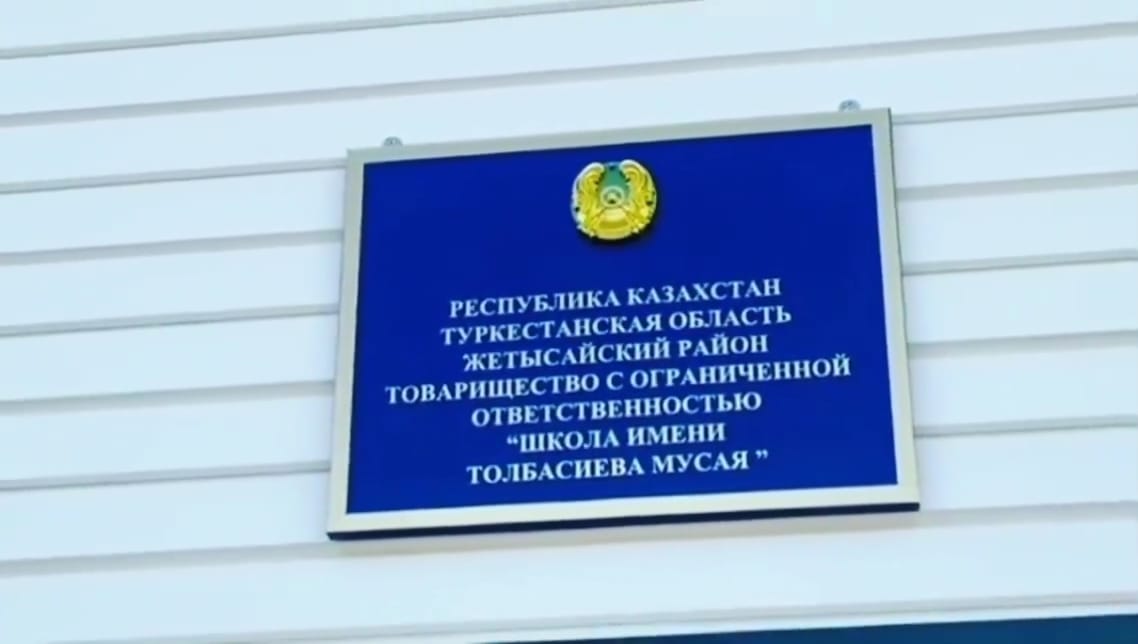 РЕСПУБЛИКА КАЗАХСТАН
ТУРКЕСТАНСКАЯ ОБЛАСТЬ
ЖЕТЫСАЙСКИЙ РАЙОН
ТОВАРИЩЕСТВО С ОГРАНИЧЕННОЙ
ОТВЕТСТВЕННОСТЬЮ
“ШКОЛА ИМЕНИ
ТОЛБАСИЕВА МУСАЯ ”